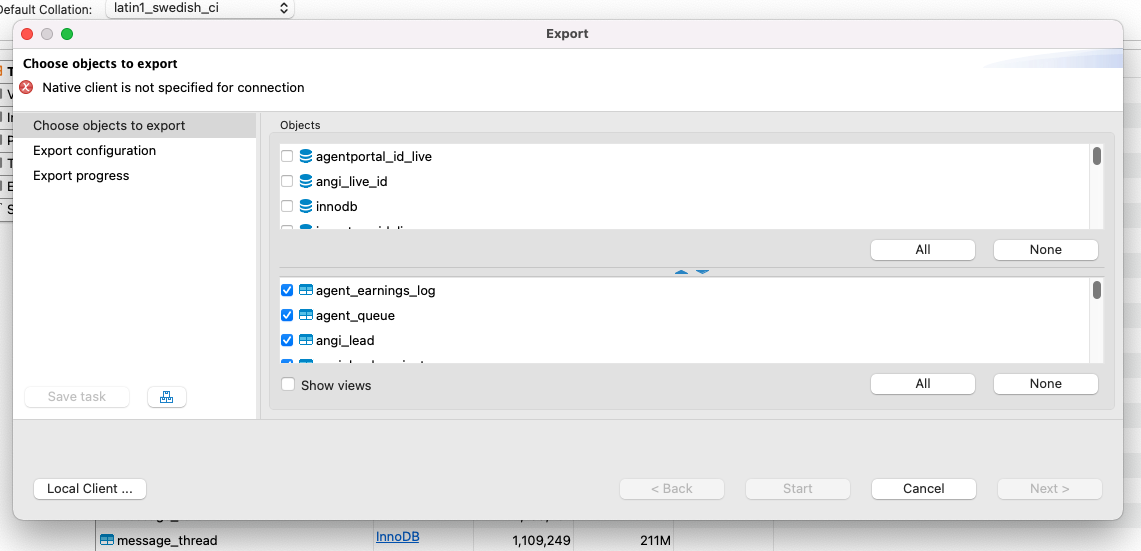 Default Collation: latin1_swedish_ci
Export
Choose objects to export
Native client is not specified for connection
Choose objects to export
Export configuration
Export progress
Save task
Objects
agentportal_id_live
angi_live_id
innodb
All None
agent_earnings_log
agent_queue
angi_lead
Show views
All None
Local Client ... < Back Start Cancel Next >
message_thread InnoDB 1,109,249 211M